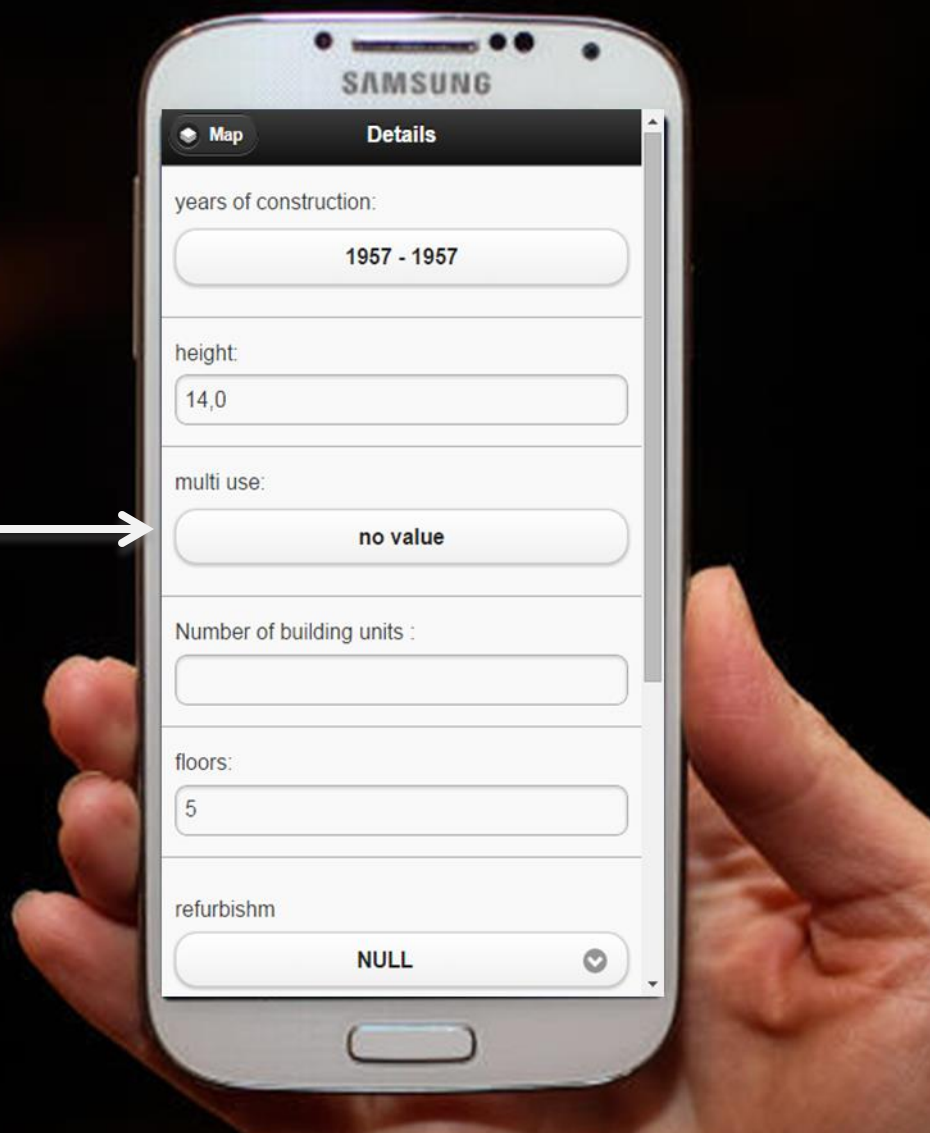 SAMSUNG
Map
Details
years of construction:
1957 - 1957
height:
14,0
multi use:
no value
Number of building units :
floors:
5
refurbishm
NULL